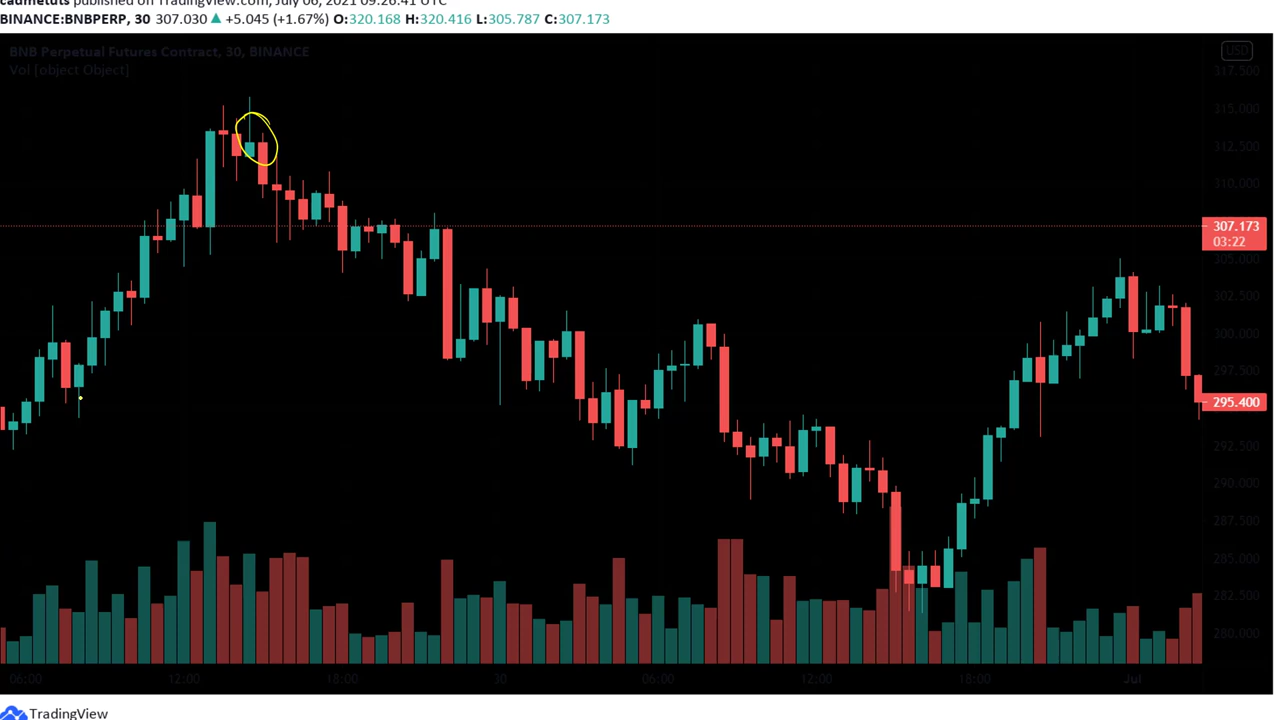 cadmetuts published on TradingView.com, July 06, 2021 09:26:41 UTC
BINANCE:BNBPERP, 30 307.030 ▲ +5.045 (+1.67%) O:320.168 H:320.416 L:305.787 C:307.173
BNB Perpetual Futures Contract, 30, BINANCE
USD
Vol [object Object]
317.500
315.000
312.500
310.000
307.173
03:22
305.000
302.500
300.000
297.500
295.400
292.500
290.000
287.500
285.000
282.500
280.000
06:00 12:00 18:00 30 06:00 12:00 18:00 Jul
TradingView